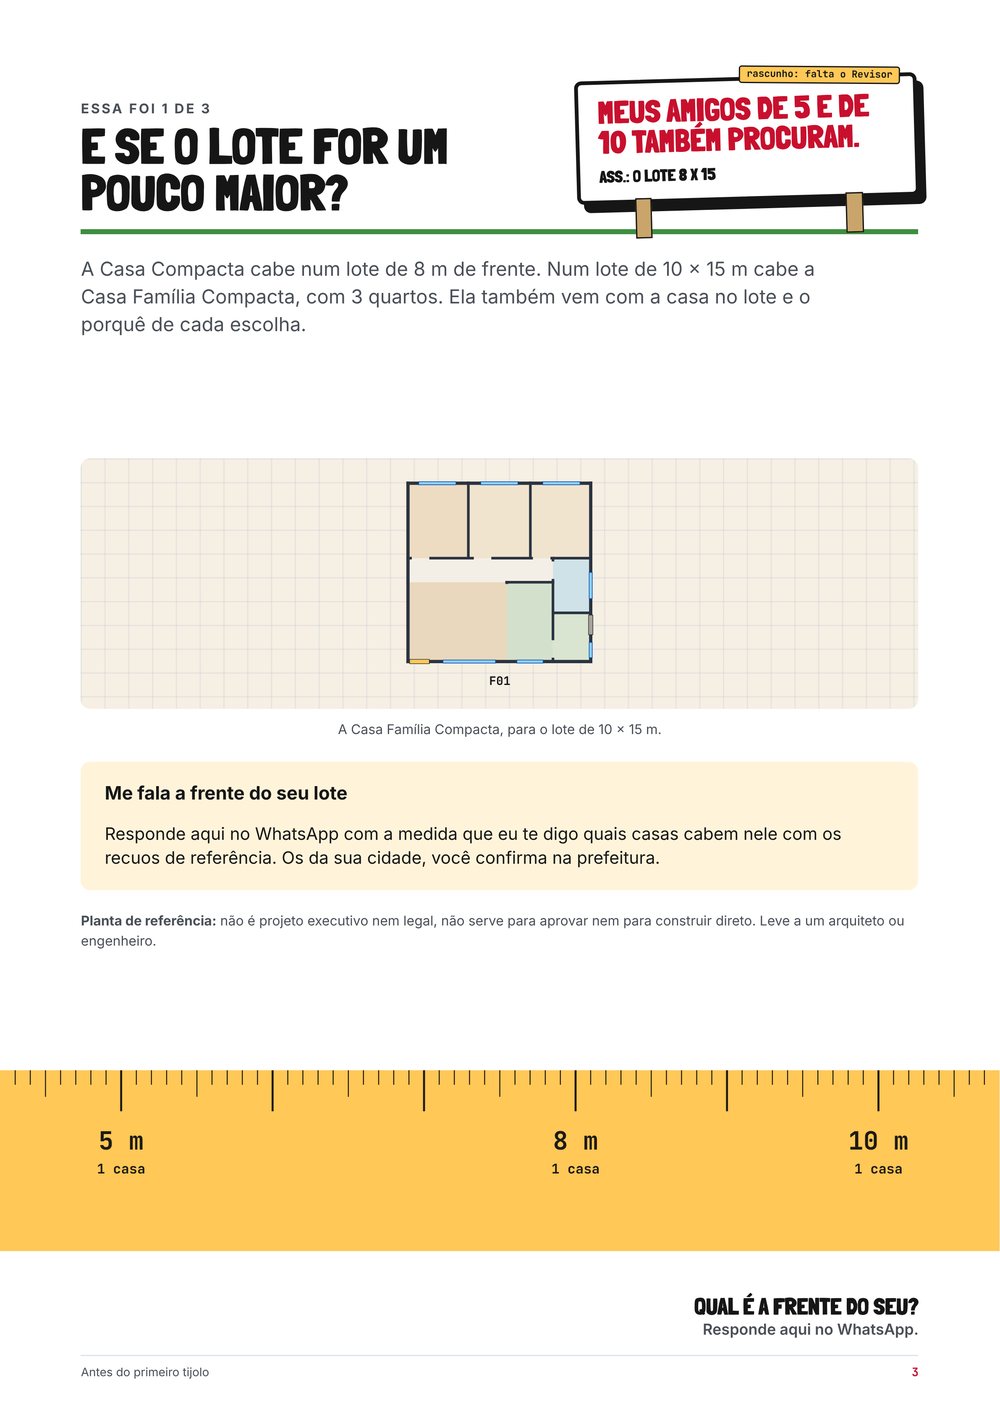 ESSA FOI 1 DE 3
E SE O LOTE FOR UM
POUCO MAIOR?
rascunho: falta o Revisor
MEUS AMIGOS DE 5 E DE
10 TAMBÉM PROCURAM.
ASS.: O LOTE 8 X 15
A Casa Compacta cabe num lote de 8 m de frente. Num lote de 10 × 15 m cabe a
Casa Família Compacta, com 3 quartos. Ela também vem com a casa no lote e o
porquê de cada escolha.
F01
A Casa Família Compacta, para o lote de 10 × 15 m.
Me fala a frente do seu lote
Responde aqui no WhatsApp com a medida que eu te digo quais casas cabem nele com os
recuos de referência. Os da sua cidade, você confirma na prefeitura.
Planta de referência: não é projeto executivo nem legal, não serve para aprovar nem para construir direto. Leve a um arquiteto ou
engenheiro.
5 m
1 casa
8 m
1 casa
10 m
1 casa
QUAL É A FRENTE DO SEU?
Responde aqui no WhatsApp.
Antes do primeiro tijolo
3